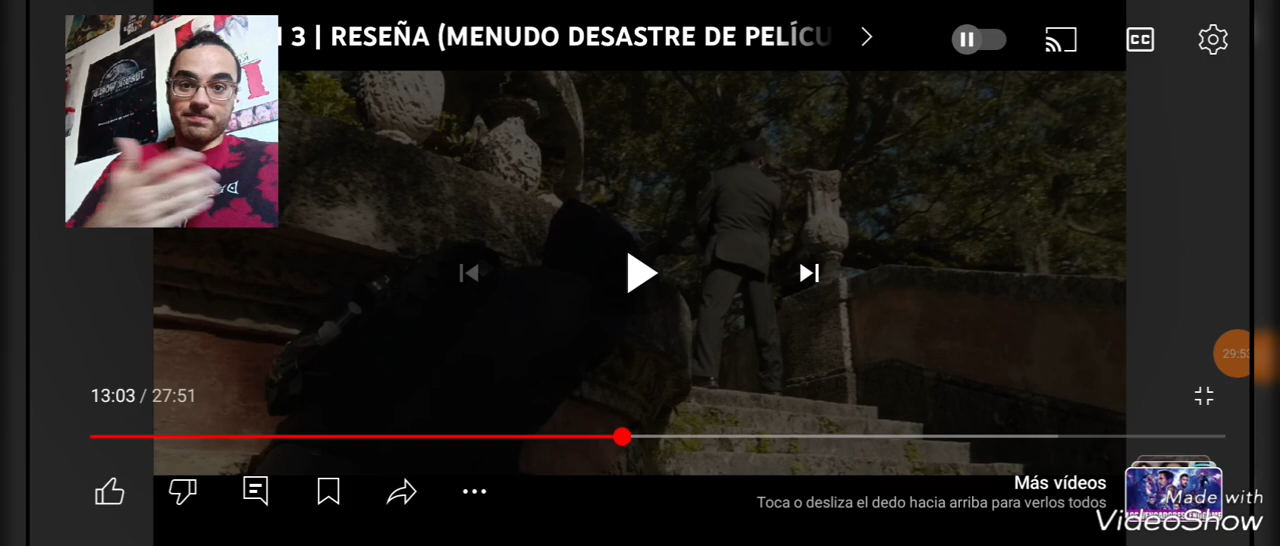 3 | RESEÑA (MENUDO DESASTRE DE PELÍCU
CC
29:53
13:03 / 27:51
Más vídeos
Toca o desliza el dedo hacia arriba para verlos todos
Made with
VideoShow